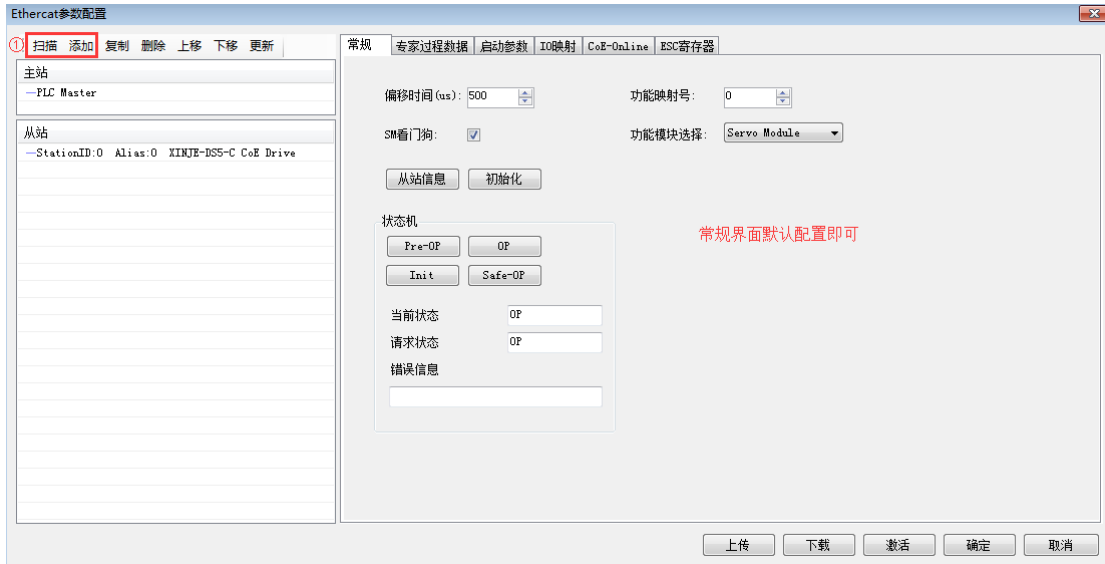 Ethercat参数配置
① 扫描 添加 复制 删除 上移 下移 更新
主站
PLC Master
从站
StationID:0 Alias:0 XINJE-DS5-C CoE Drive
常规 专家过程数据 启动参数 IO映射 CoE-Online ESC寄存器
偏移时间(us): 500 功能映射号: 0
SM看门狗: 功能模块选择: Servo Module
从站信息 初始化
状态机
常规界面默认配置即可
Pre-OP OP
Init Safe-OP
当前状态 OP
请求状态 OP
错误信息
上传 下载 激活 确定 取消